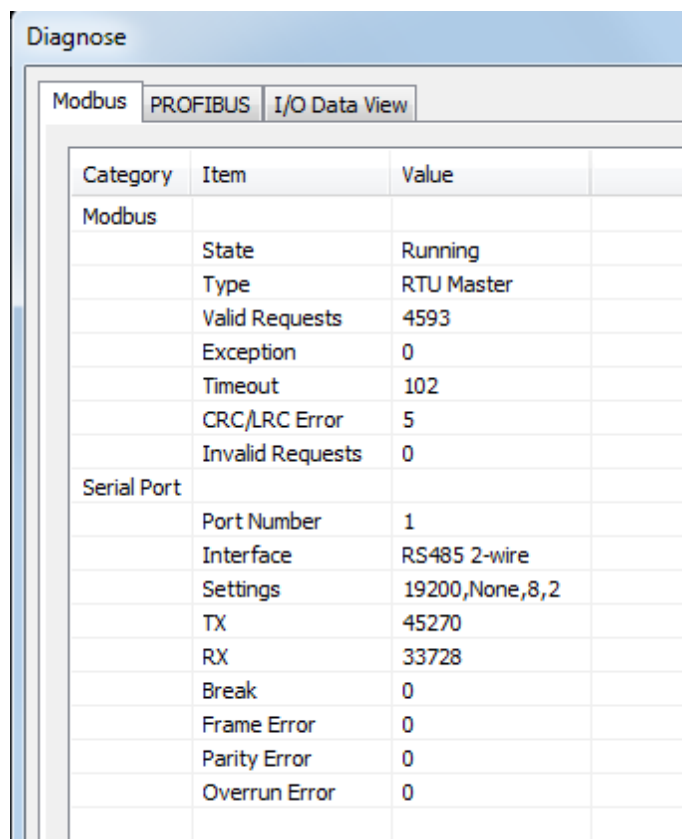 Diagnose
Modbus PROFIBUS I/O Data View
Category Item Value
Modbus
State Running
Type RTU Master
Valid Requests 4593
Exception 0
Timeout 102
CRC/LRC Error 5
Invalid Requests 0
Serial Port
Port Number 1
Interface RS485 2-wire
Settings 19200,None,8,2
TX 45270
RX 33728
Break 0
Frame Error 0
Parity Error 0
Overrun Error 0